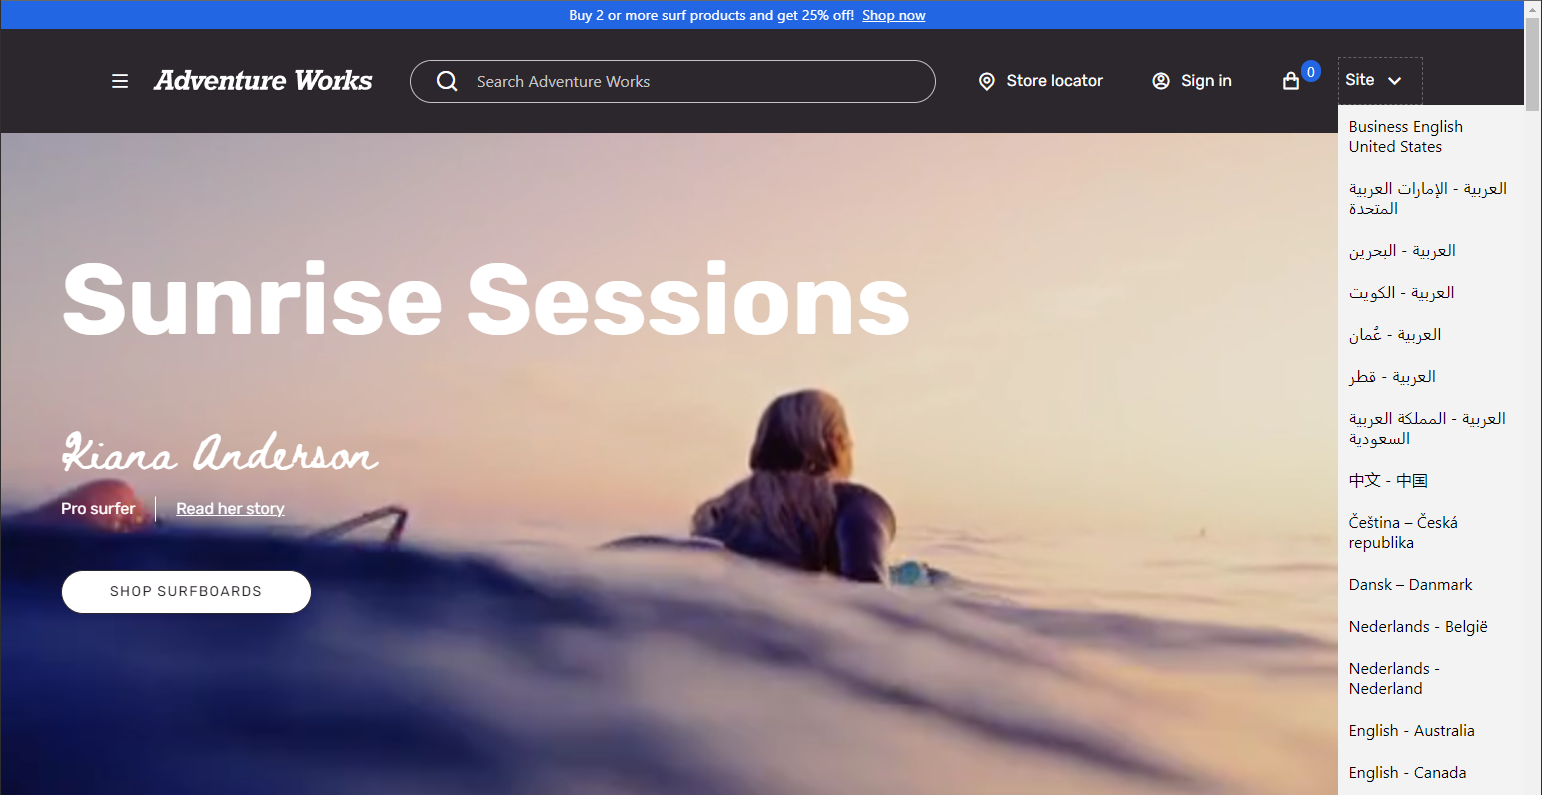 Buy 2 or more surf products and get 25% off! Shop now
Adventure Works
Search Adventure Works
Store locator
Sign in
0
Site
Business English
United States
العربية - الإمارات العربية
المتحدة
العربية - البحرين
العربية - الكويت
العربية - عُمان
العربية - قطر
العربية - المملكة العربية
السعودية
中文 - 中国
Čeština – Česká
republika
Dansk – Danmark
Nederlands - België
Nederlands -
Nederland
English - Australia
English - Canada
Sunrise Sessions
Kiana Anderson
Pro surfer
Read her story
SHOP SURFBOARDS